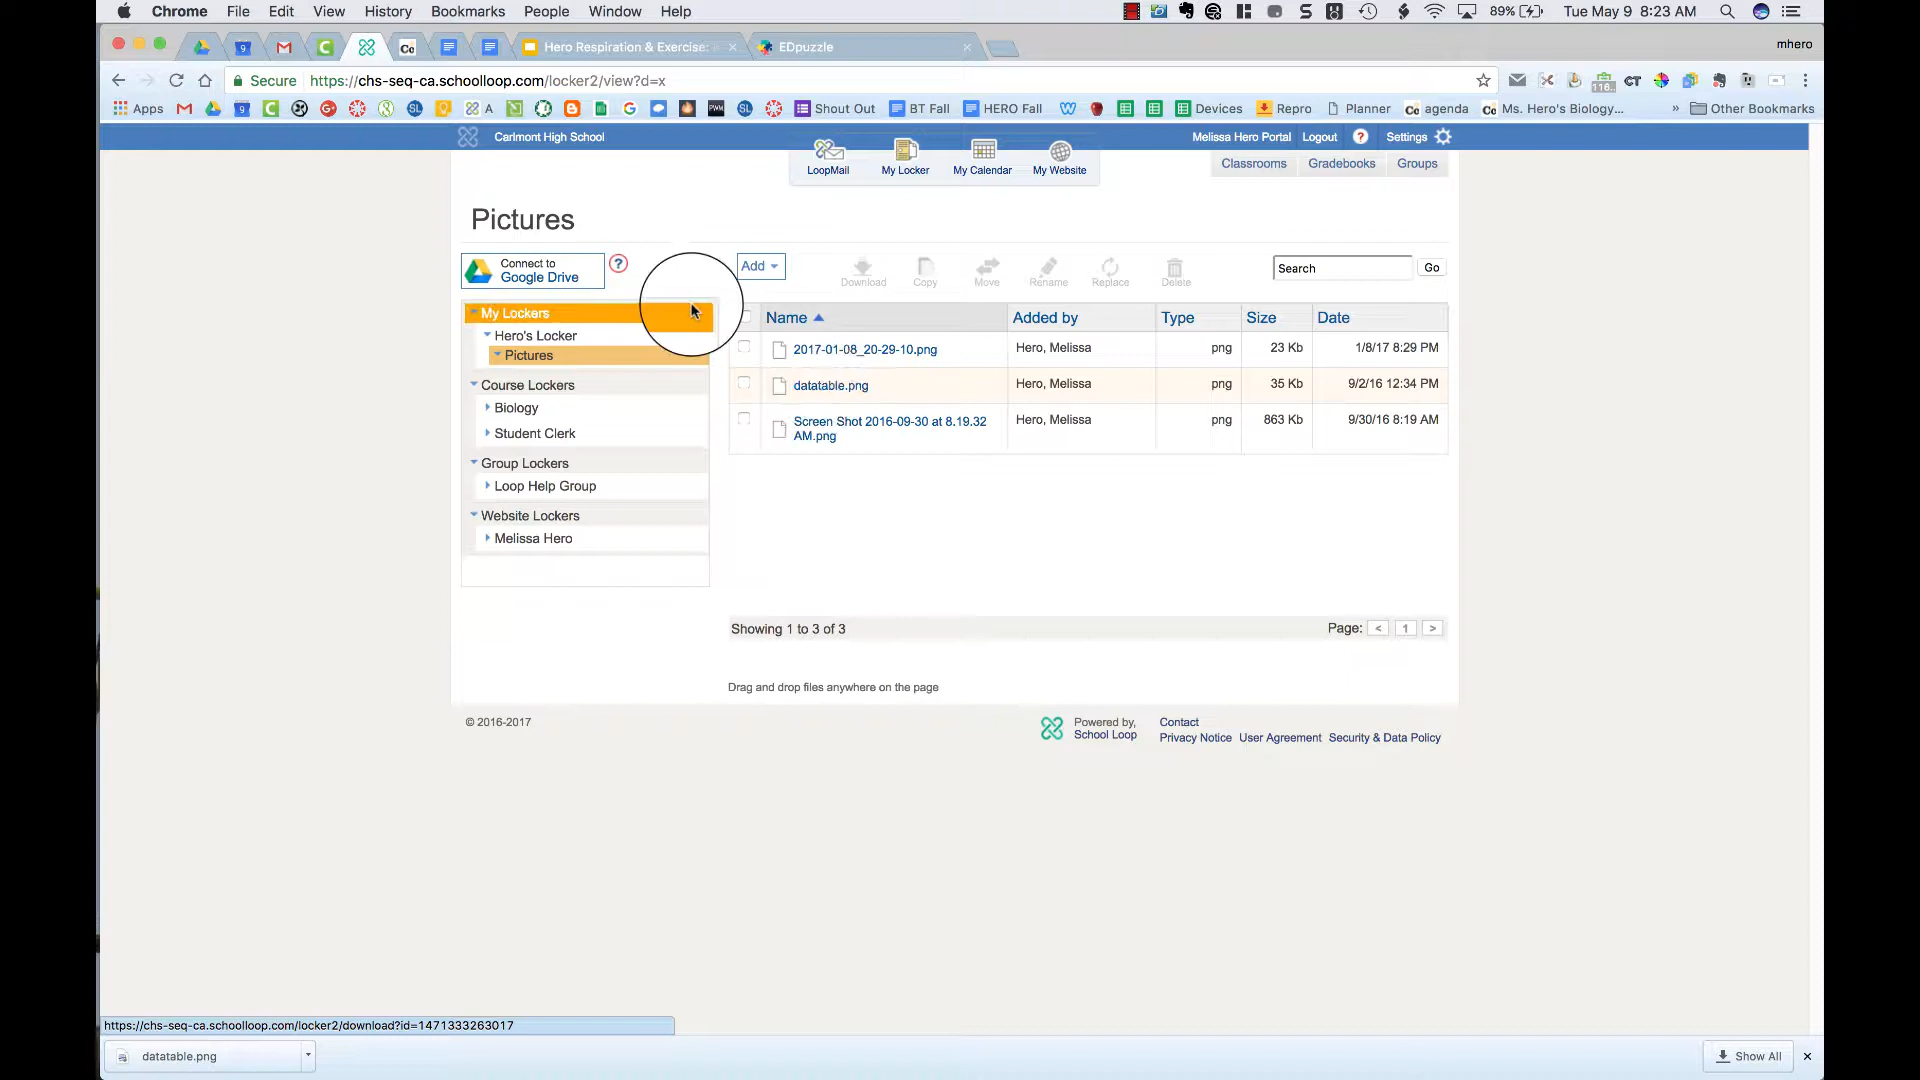 Chrome File Edit View History Bookmarks People Window Help 89% Tue May 9 8:23 AM
Hero Respiration & Exercise: EDpuzzle mhero
Secure https://chs-seq-ca.schoolloop.com/locker2/view?d=x
Apps A Shout Out BT Fall HERO Fall Devices Repro Planner Cc agenda Cc Ms. Hero's Biology... » Other Bookmarks
Carlmont High School Melissa Hero Portal Logout ? Settings
LoopMail My Locker My Calendar My Website Classrooms Gradebooks Groups
Pictures
Connect to
Google Drive ?
Add Download Copy Move Rename Replace Delete Search Go
My Lockers
Hero's Locker
Pictures
Course Lockers
Biology
Student Clerk
Group Lockers
Loop Help Group
Website Lockers
Melissa Hero
Name Added by Type Size Date
2017-01-08_20-29-10.png Hero, Melissa png 23 Kb 1/8/17 8:29 PM
datatable.png Hero, Melissa png 35 Kb 9/2/16 12:34 PM
Screen Shot 2016-09-30 at 8.19.32 Hero, Melissa png 863 Kb 9/30/16 8:19 AM
AM.png
Showing 1 to 3 of 3 Page: < 1 >
Drag and drop files anywhere on the page
© 2016-2017
Powered by,
School Loop
Contact
Privacy Notice User Agreement Security & Data Policy
https://chs-seq-ca.schoolloop.com/locker2/download?id=1471333263017
datatable.png Show All